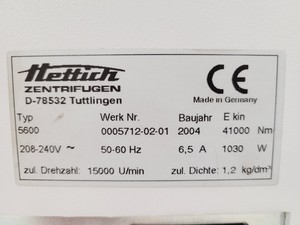 Hettich
ZENTRIFUGEN
D-78532 Tuttlingen
CE
Made in Germany
Typ Werk Nr. Baujahr E kin
5600 0005712-02-01 2004 41000 Nm
208-240V ~ 50-60 Hz 6,5 A 1030 W
zul. Drehzahl: 15000 U/min zul. Dichte: 1,2 kg/dm³